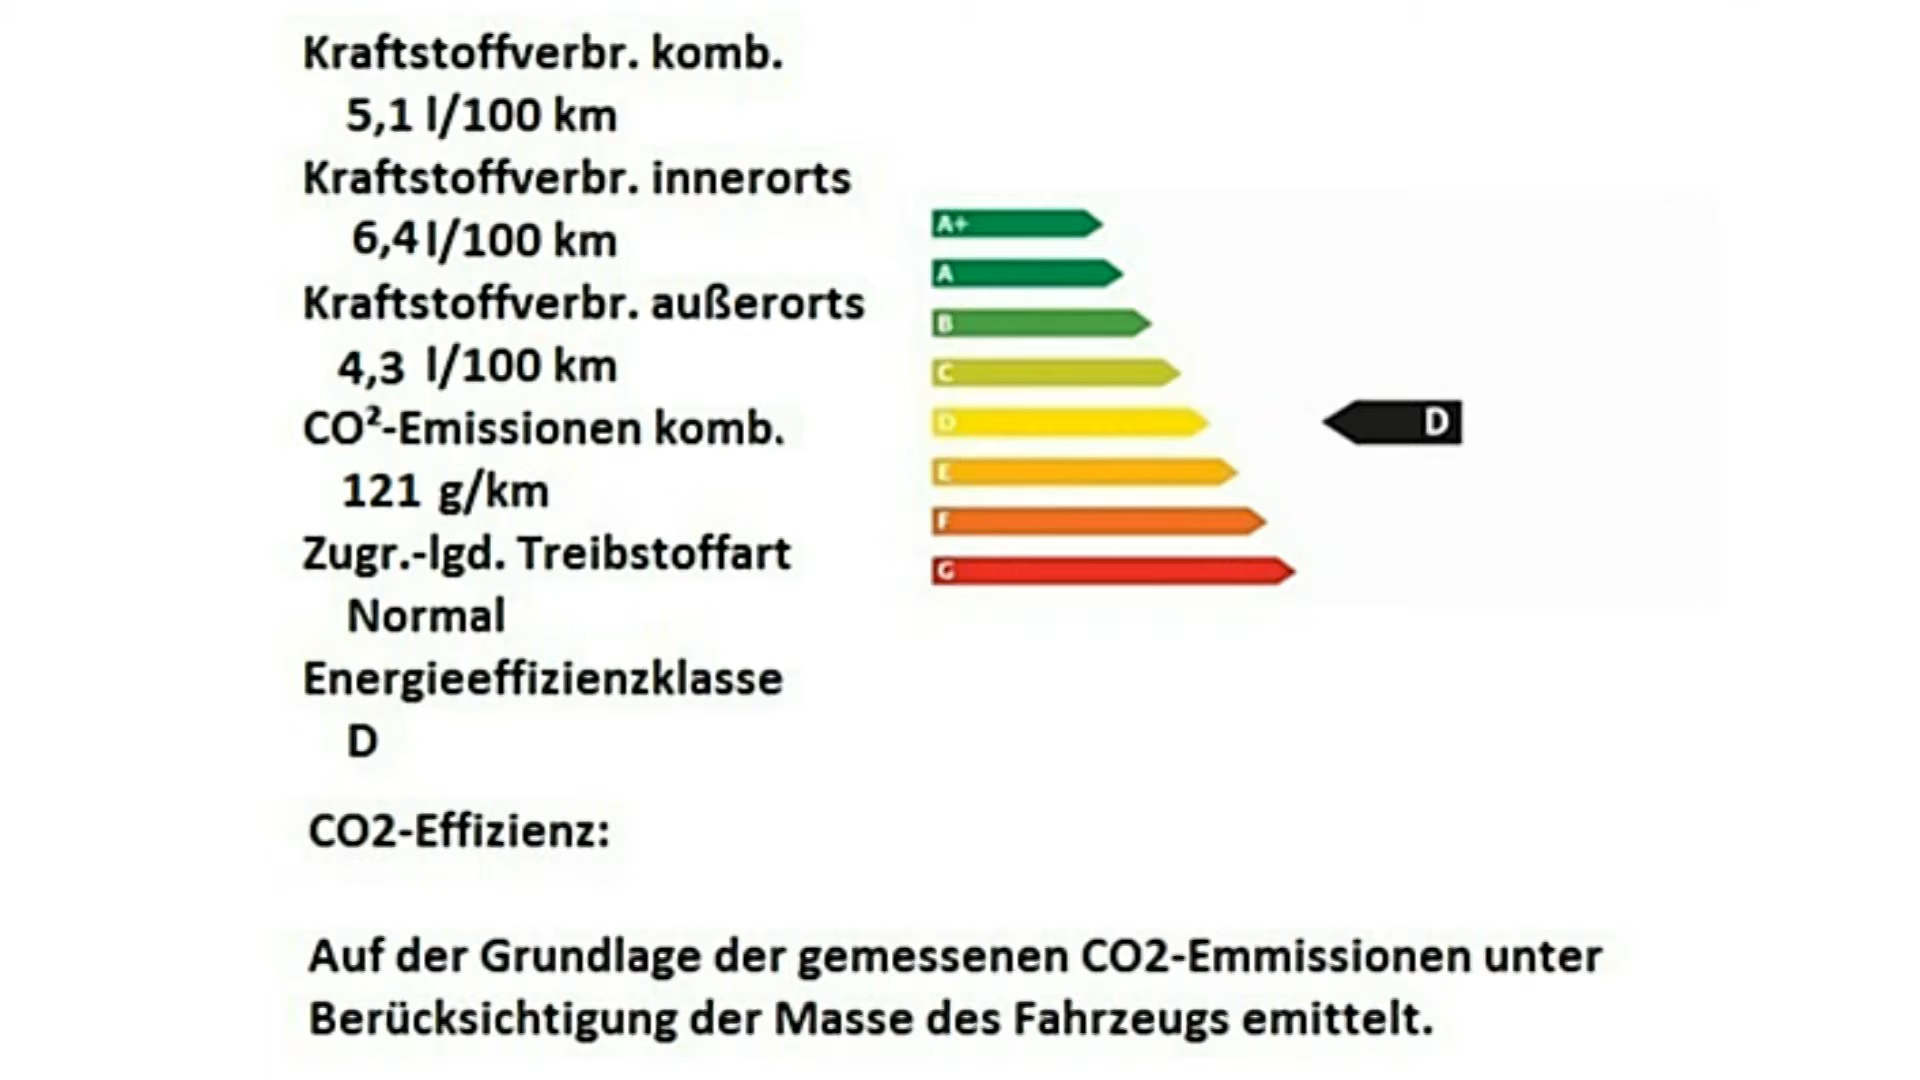 Kraftstoffverbr. komb.
5,1 l/100 km
Kraftstoffverbr. innerorts
6,4 l/100 km
Kraftstoffverbr. außerorts
4,3 l/100 km
CO²-Emissionen komb.
121 g/km
Zugr.-lgd. Treibstoffart
Normal
Energieeffizienzklasse
D
A+
A
B
C
D
D
E
F
G
CO2-Effizienz:
Auf der Grundlage der gemessenen CO2-Emmissionen unter
Berücksichtigung der Masse des Fahrzeugs emittelt.